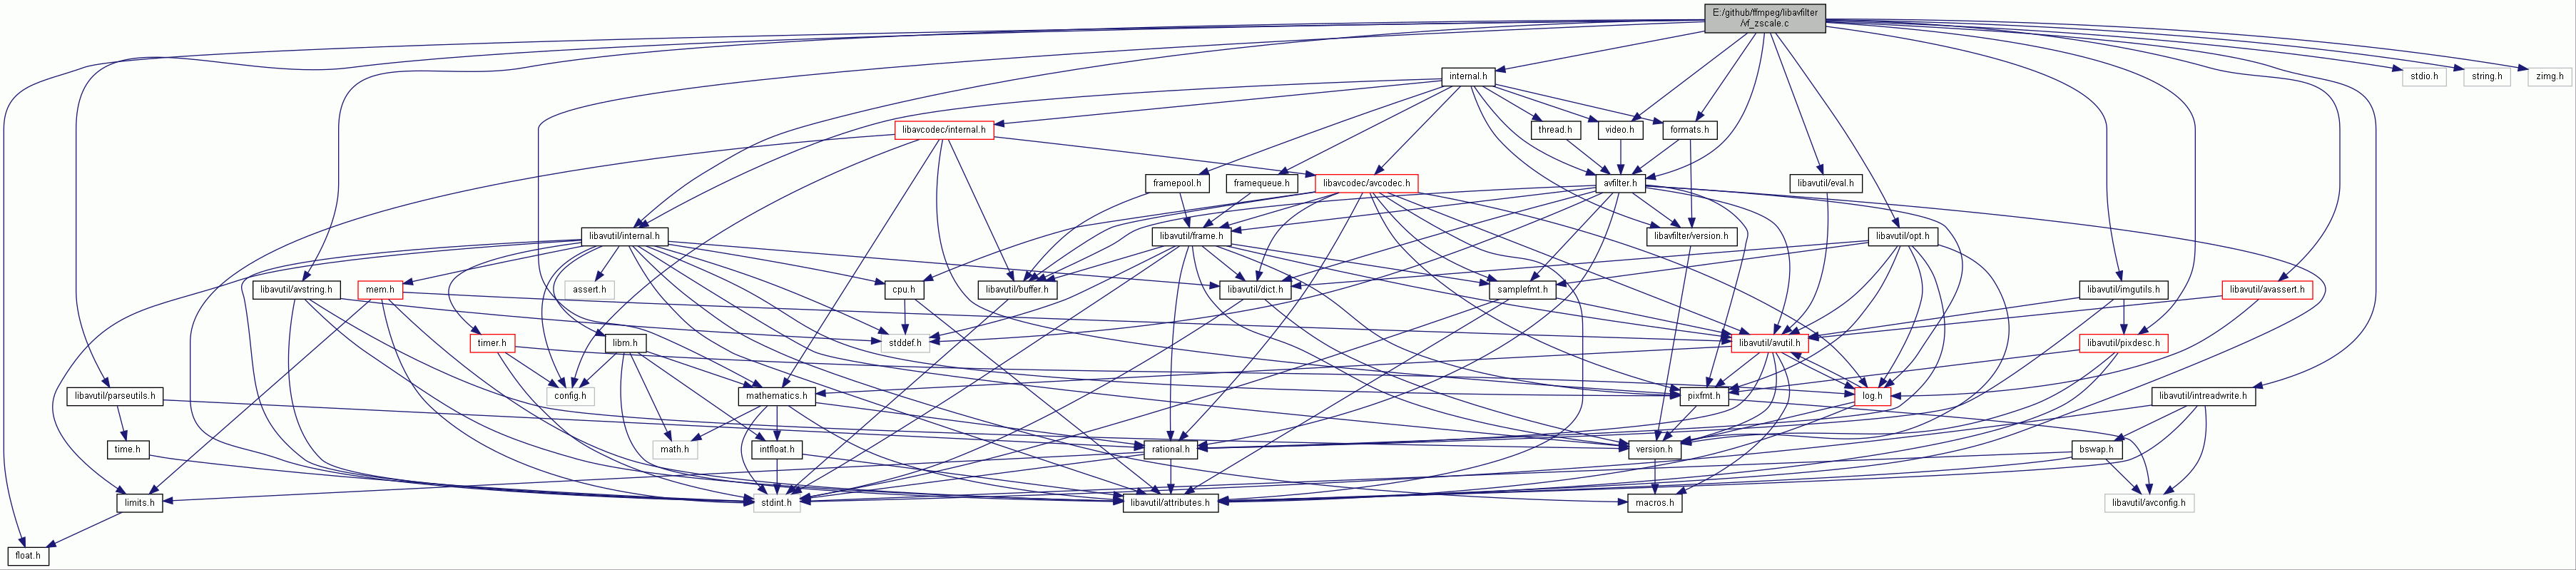 E:/github/ffmpeg/libavfilter
/vf_zscale.c
internal.h
stdio.h
string.h
zimg.h
libavcodec/internal.h
thread.h
video.h
formats.h
framepool.h
framequeue.h
libavcodec/avcodec.h
avfilter.h
libavutil/eval.h
libavutil/internal.h
libavutil/frame.h
libavfilter/version.h
libavutil/opt.h
libavutil/avstring.h
mem.h
assert.h
cpu.h
libavutil/buffer.h
libavutil/dict.h
samplefmt.h
libavutil/imgutils.h
libavutil/avassert.h
timer.h
libm.h
stddef.h
libavutil/avutil.h
libavutil/pixdesc.h
libavutil/parseutils.h
config.h
mathematics.h
pixfmt.h
log.h
libavutil/intreadwrite.h
time.h
math.h
intfloat.h
rational.h
version.h
bswap.h
limits.h
stdint.h
libavutil/attributes.h
macros.h
libavutil/avconfig.h
float.h